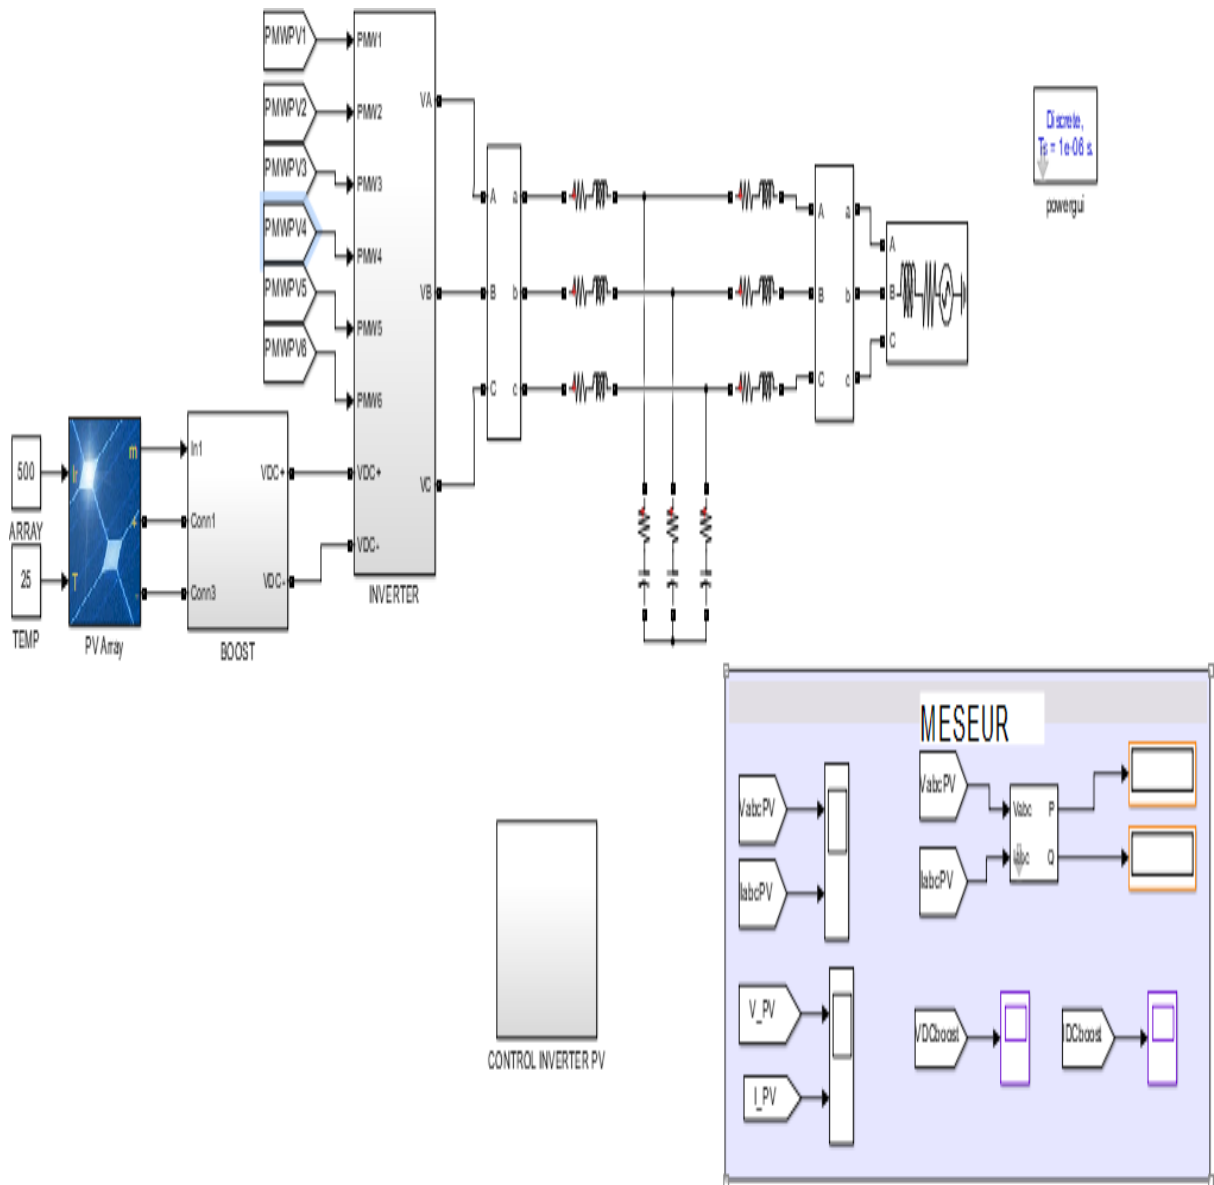 PMWPV1
PMWPV2
PMWPV3
PMWPV4
PMWPV5
PMWPV6
PMW1
PMW2
PMW3
PMW4
PMW5
PMW6
VDC+
VDC-
VA
VB
VC
INVERTER
A
B
C
a
b
c
A
B
C
a
b
c
A
B
C
Discrete,
Ts = 1e-06 s.
powergui
500
ARRAY
25
TEMP
Ir
T
m
+
-
PV Array
In1
Conn1
Conn3
VDC+
VDC-
BOOST
CONTROL INVERTER PV
MESEUR
VabcPV
IabcPV
VabcPV
IabcPV
Vabc
Iabc
P
Q
V_PV
I_PV
VDCboost
IDCboost